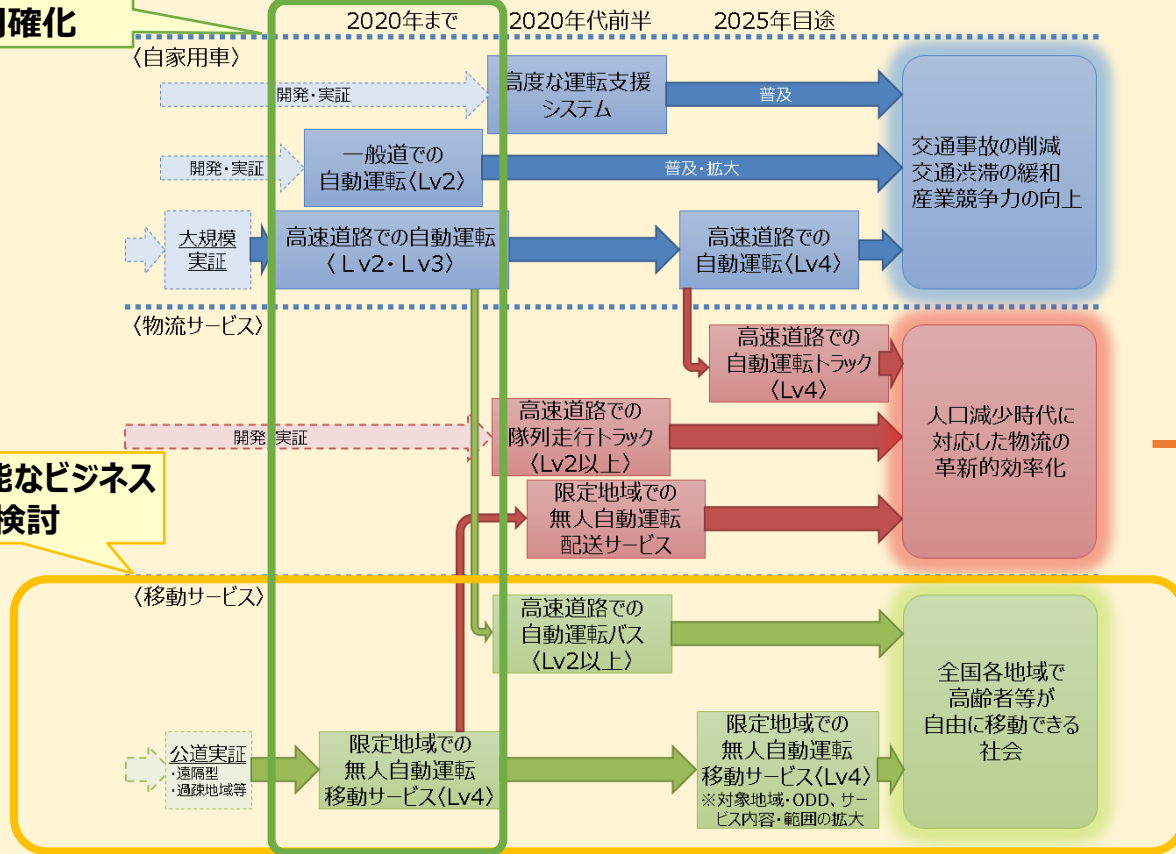 確化
2020年まで
2020年代前半
2025年目途
〈自家用車〉
開発・実証
高度な運転支援
システム
普及
開発・実証
一般道での
自動運転〈Lv2〉
普及・拡大
大規模
実証
高速道路での自動運転
〈Lv2・Lv3〉
高速道路での
自動運転〈Lv4〉
交通事故の削減
交通渋滞の緩和
産業競争力の向上
〈物流サービス〉
高速道路での
自動運転トラック
〈Lv4〉
開発・実証
高速道路での
隊列走行トラック
〈Lv2以上〉
限定地域での
無人自動運転
配送サービス
人口減少時代に
対応した物流の
革新的効率化
能なビジネス
検討
〈移動サービス〉
高速道路での
自動運転バス
〈Lv2以上〉
公道実証
・遠隔型
・過疎地域等
限定地域での
無人自動運転
移動サービス〈Lv4〉
限定地域での
無人自動運転
移動サービス〈Lv4〉
※対象地域・ODD、サー
ビス内容・範囲の拡大
全国各地域で
高齢者等が
自由に移動できる
社会